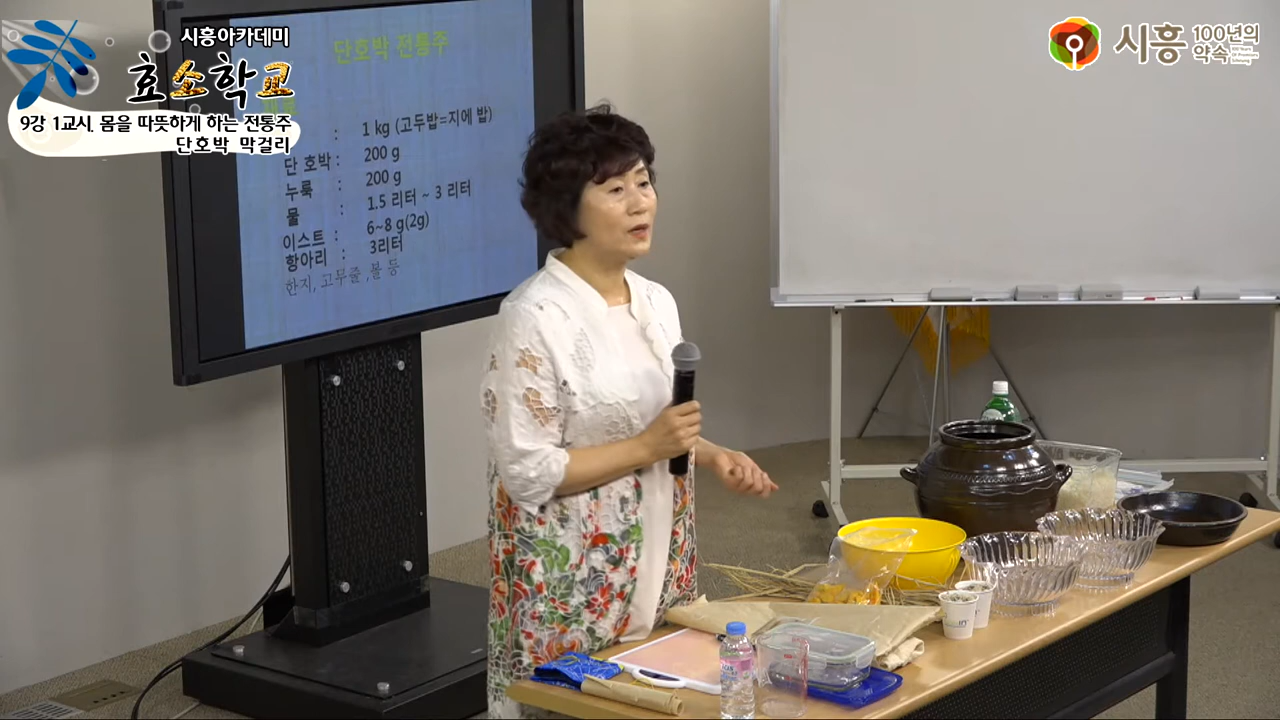 시흥아카데미
효소학교
9강 1교시. 몸을 따뜻하게 하는 전통주
단호박 막걸리
시흥
100년의
약속
단호박 전통주
: 1 kg (고두밥=지에 밥)
단 호박 : 200 g
누룩 : 200 g
물 : 1.5 리터 ~ 3 리터
이스트 : 6~8 g(2g)
항아리 : 3리터
한지, 고무줄 ,볼 등